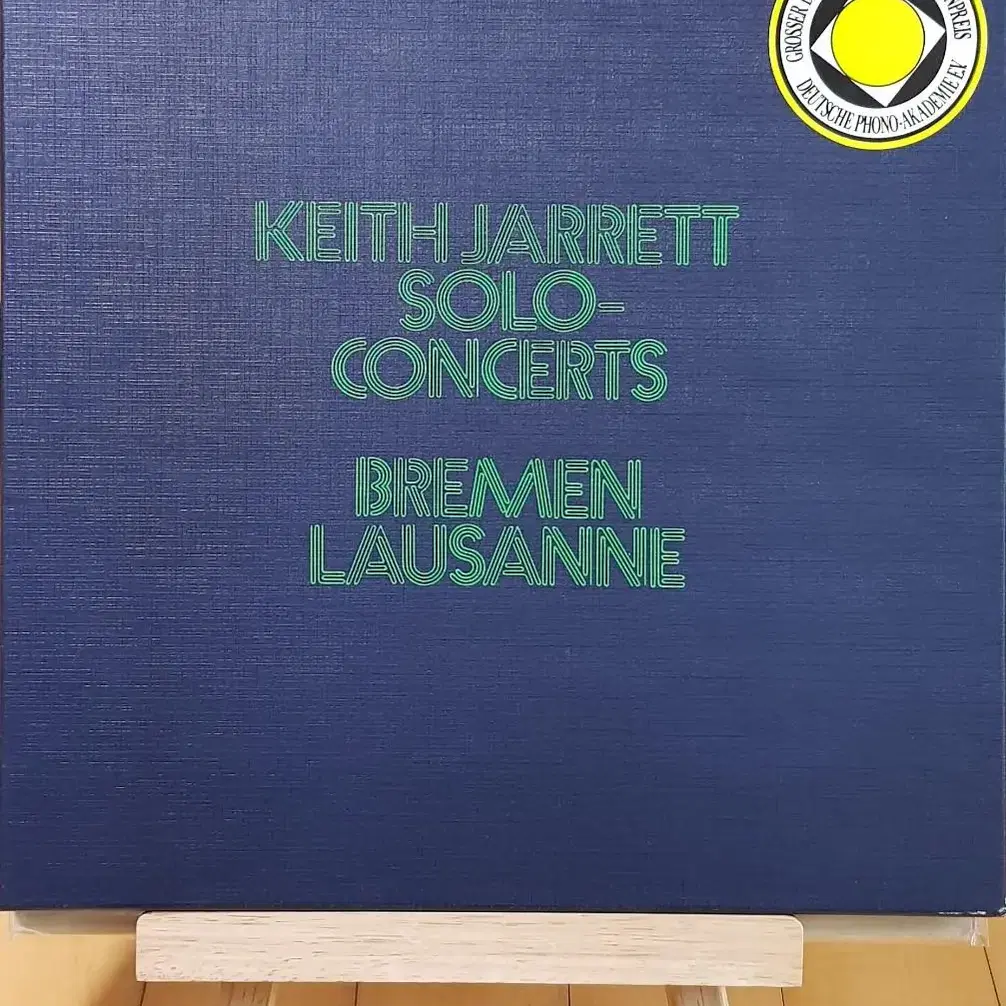 GROSSER
PREIS
DEUTSCHE PHONO-AKADEMIE E.V.
KEITH JARRETT
SOLO-
CONCERTS
BREMEN
LAUSANNE